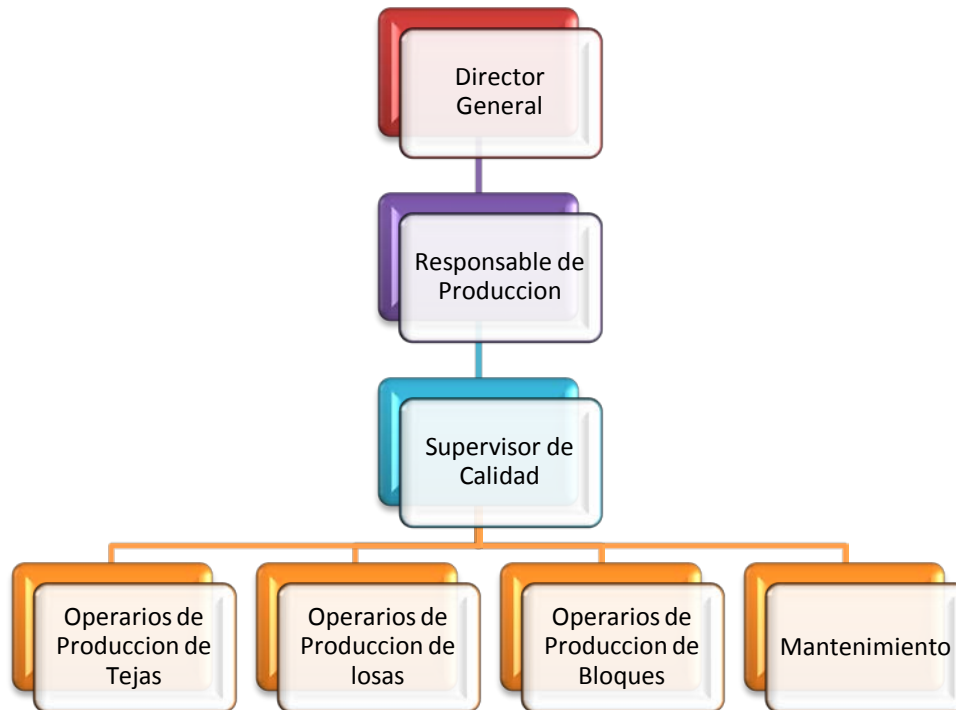 Director
General
Responsable de
Produccion
Supervisor de
Calidad
Operarios de
Produccion de
Tejas
Operarios de
Produccion de
losas
Operarios de
Produccion de
Bloques
Mantenimiento